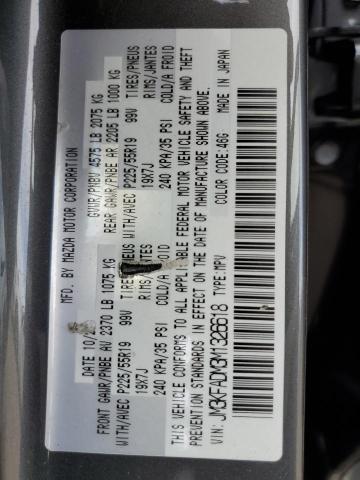 MFD. BY MAZDA MOTOR CORPORATION
10/ GVWR/PNBV 4575 LB 2075 KG
FRONT GAWR/PNBE AV 2370 LB 1075 KG REAR GAWR/PNBE AR 2205 LB 1000 KG
WITH/AVEC P225/55R19 99V TIRES/PNEUS WITH/AVEC P225/55R19 99V TIRES/PNEUS
19X7J RIMS/JANTES 19X7J RIMS/JANTES
240 KPA/35 PSI COLD/A FROID 240 KPA/35 PSI COLD/A FROID
THIS VEHICLE CONFORMS TO ALL APPLICABLE FEDERAL MOTOR VEHICLE SAFETY AND THEFT
PREVENTION STANDARDS IN EFFECT ON THE DATE OF MANUFACTURE SHOWN ABOVE.
JM3KFADM3M1326618 TYPE:MPV COLOR CODE:46G MADE IN JAPAN